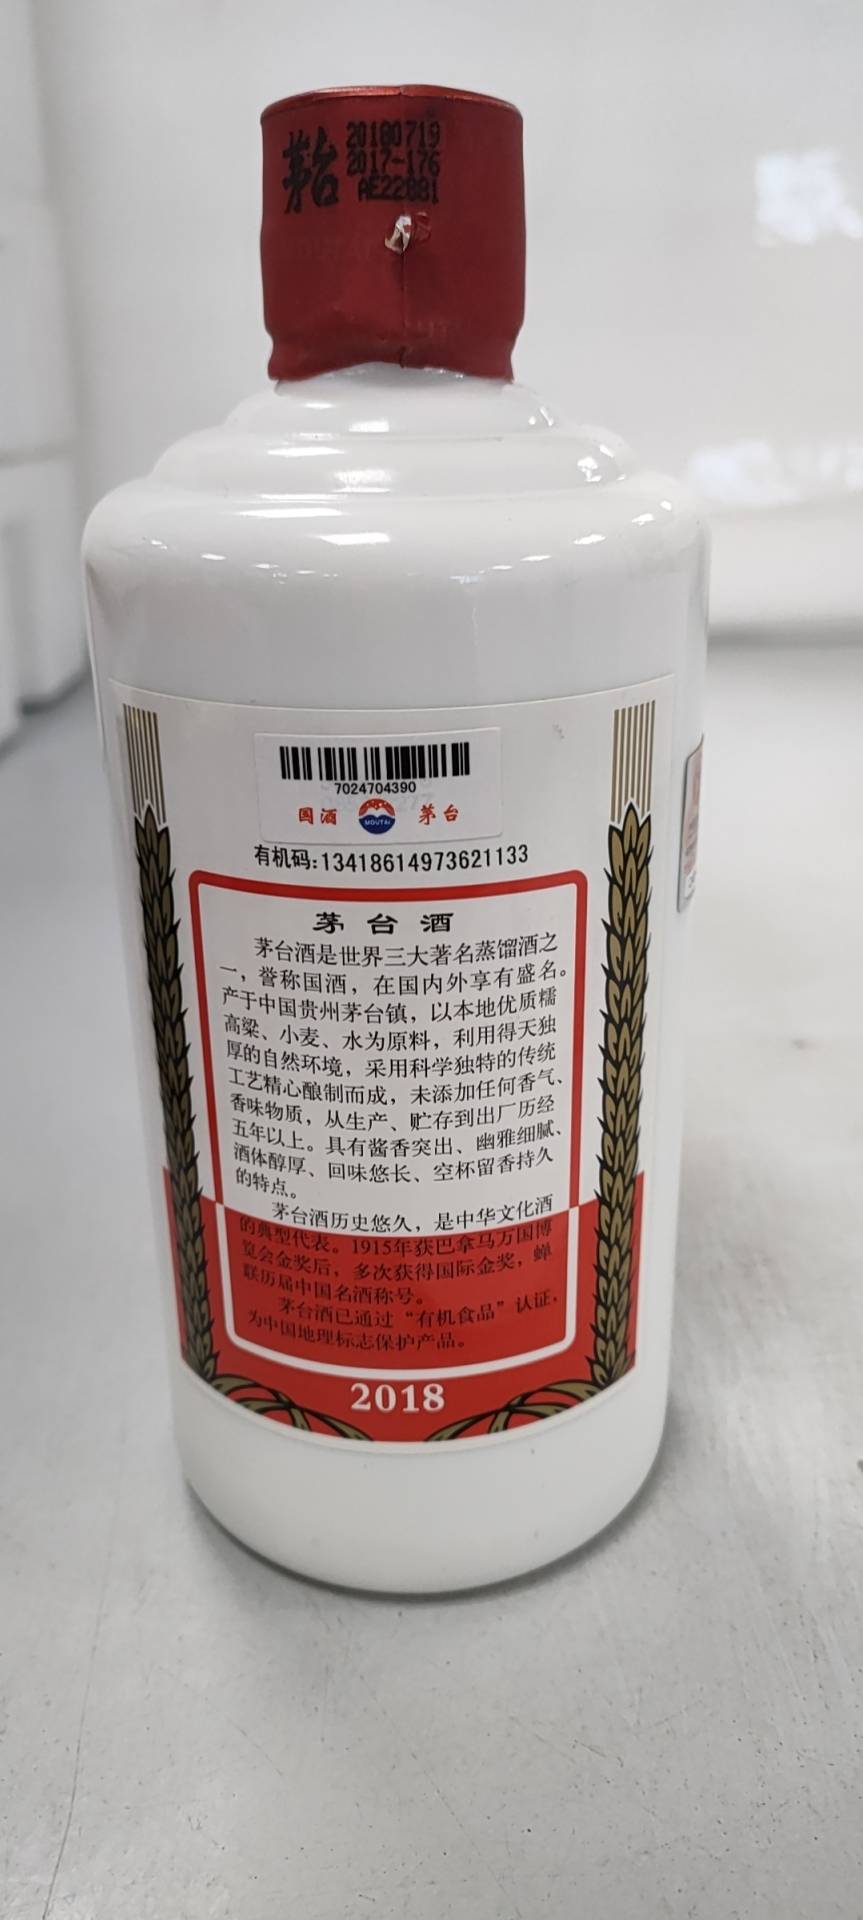 茅台
20180719
2017-176
AE22881
7024704390
国酒 MOUTAI 茅台
有机码:13418614973621133
茅台酒
茅台酒是世界三大著名蒸馏酒之
一，誉称国酒，在国内外享有盛名。
产于中国贵州茅台镇，以本地优质糯
高粱、小麦、水为原料，利用得天独
厚的自然环境，采用科学独特的传统
工艺精心酿制而成，未添加任何香气、
香味物质，从生产、贮存到出厂历经
五年以上。具有酱香突出、幽雅细腻、
酒体醇厚、回味悠长、空杯留香持久
的特点。
茅台酒历史悠久，是中华文化酒
的典型代表。1915年获巴拿马万国博
览会金奖后，多次获得国际金奖，蝉
联历届中国名酒称号。
茅台酒已通过“有机食品”认证，
为中国地理标志保护产品。
2018